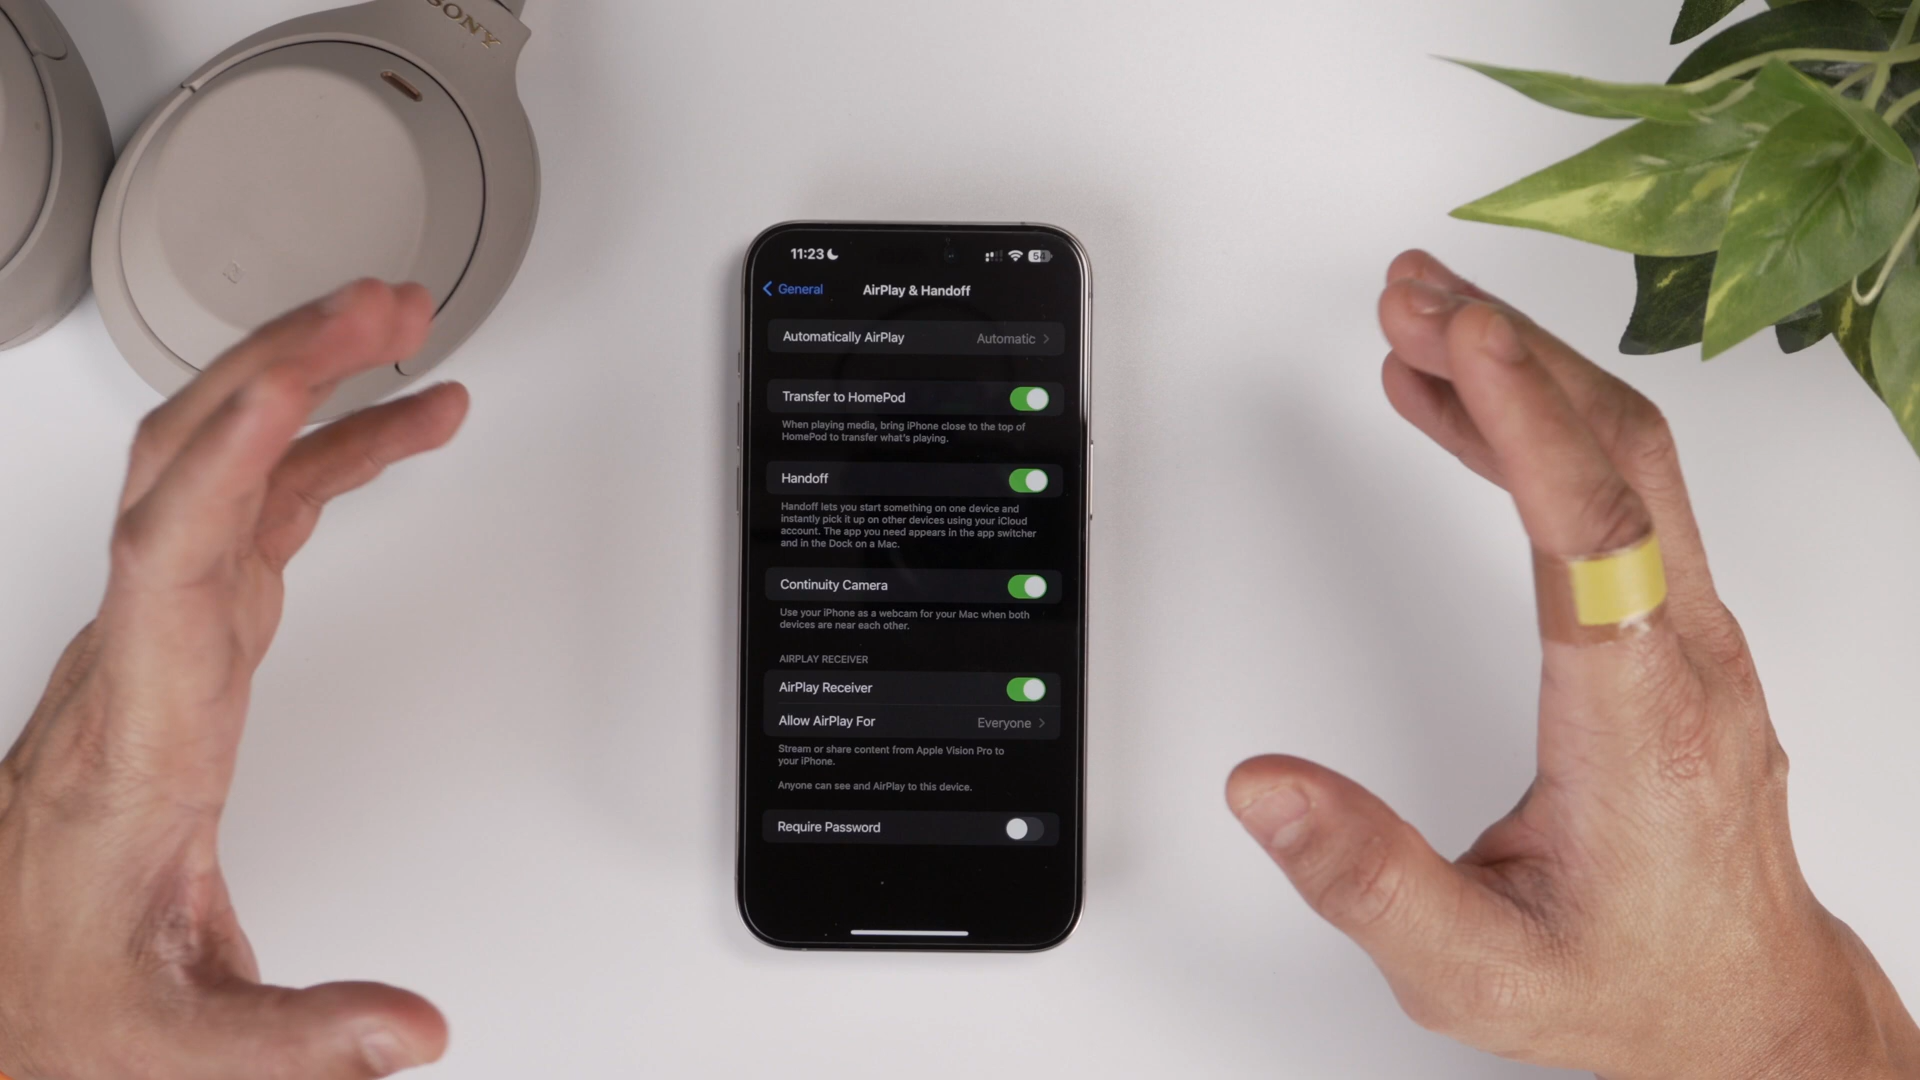 SONY
11:23
54
General
AirPlay & Handoff
Automatically AirPlay
Automatic
Transfer to HomePod
When playing media, bring iPhone close to the top of
HomePod to transfer what's playing.
Handoff
Handoff lets you start something on one device and
instantly pick it up on other devices using your iCloud
account. The app you need appears in the app switcher
and in the Dock on a Mac.
Continuity Camera
Use your iPhone as a webcam for your Mac when both
devices are near each other.
AIRPLAY RECEIVER
AirPlay Receiver
Allow AirPlay For
Everyone
Stream or share content from Apple Vision Pro to
your iPhone.
Anyone can see and AirPlay to this device.
Require Password